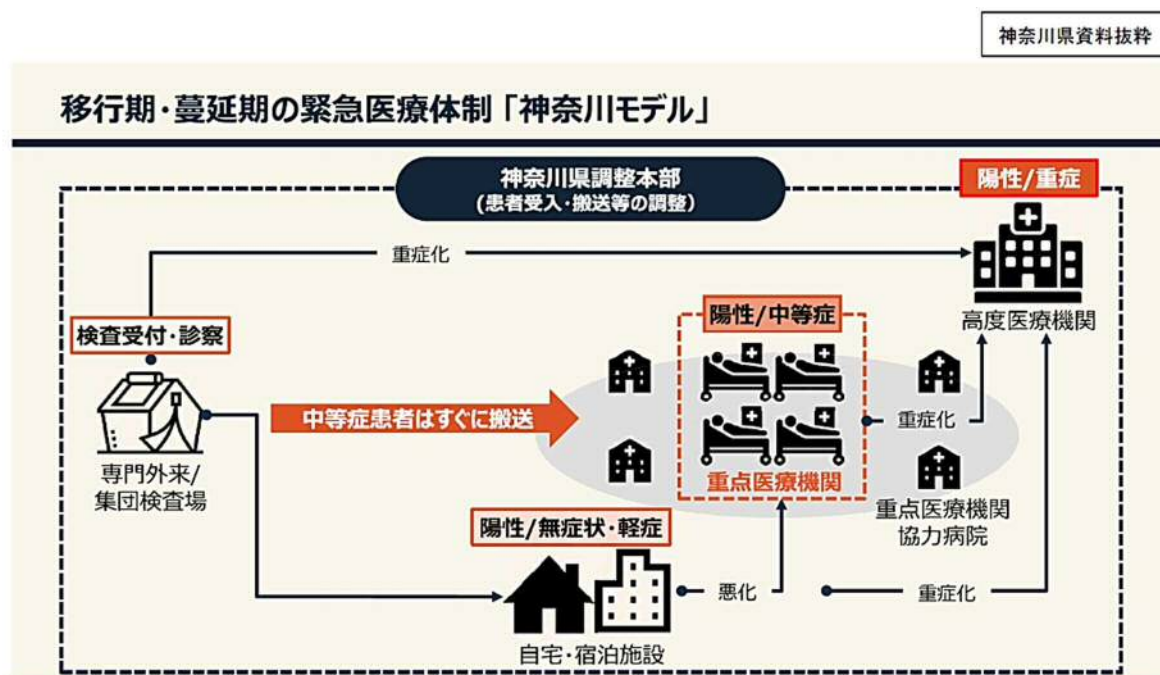 神奈川県資料抜粋
移行期・蔓延期の緊急医療体制「神奈川モデル」
神奈川県調整本部
(患者受入・搬送等の調整)
陽性/重症
重症化
検査受付・診察
陽性/中等症
高度医療機関
中等症患者はすぐに搬送
重症化
専門外来/
集団検査場
重点医療機関
重点医療機関
協力病院
陽性/無症状・軽症
悪化
重症化
自宅・宿泊施設